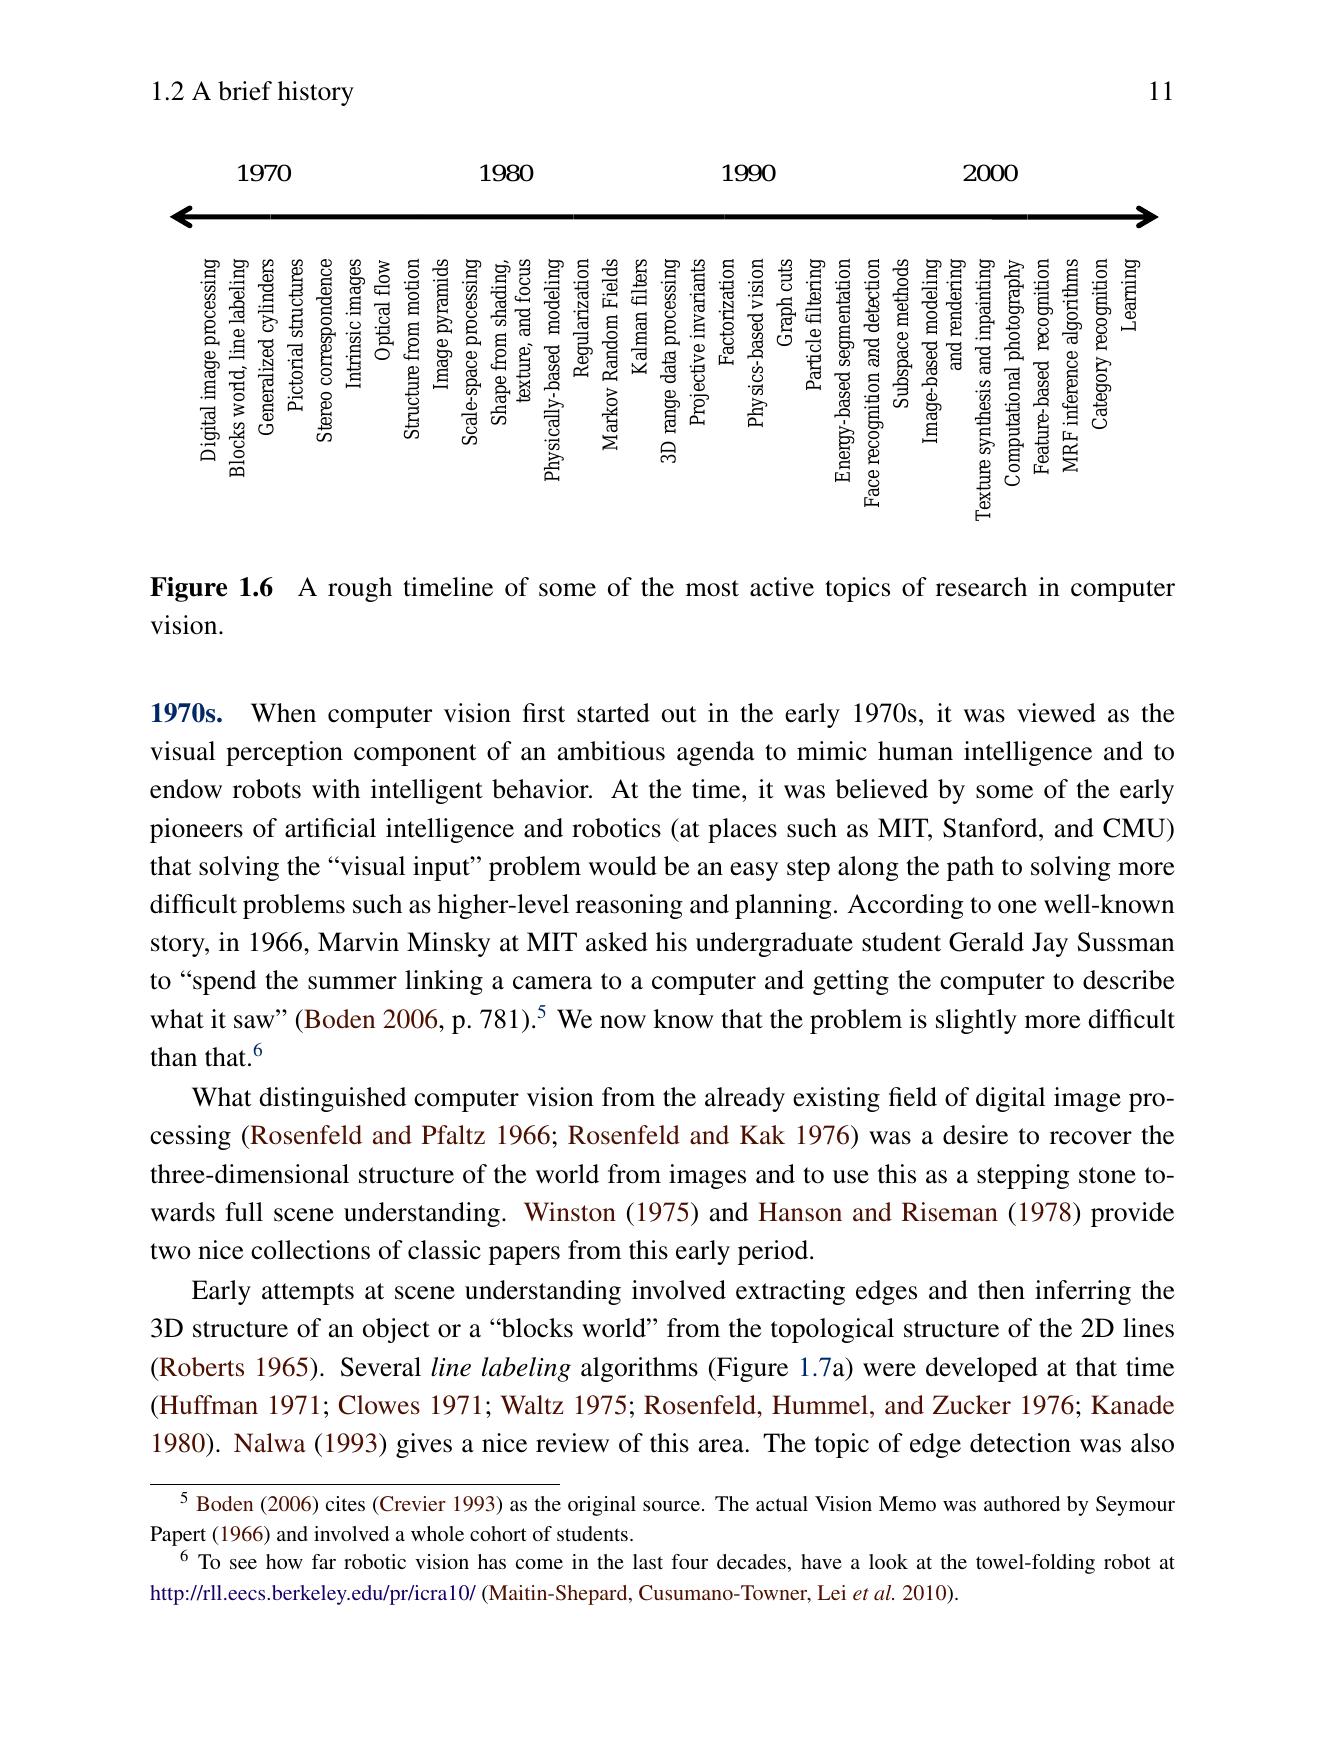 1.2 A brief history 11
1970 1980 1990 2000
Digital image processing
Blocks world, line labeling
Generalized cylinders
Pictorial structures
Stereo correspondence
Intrinsic images
Optical flow
Structure from motion
Image pyramids
Scale-space processing
Shape from shading,
texture, and focus
Physically-based modeling
Regularization
Markov Random Fields
Kalman filters
3D range data processing
Projective invariants
Factorization
Physics-based vision
Graph cuts
Particle filtering
Energy-based segmentation
Face recognition and detection
Subspace methods
Image-based modeling
and rendering
Texture synthesis and inpainting
Computational photography
Feature-based recognition
MRF inference algorithms
Category recognition
Learning
Figure 1.6 A rough timeline of some of the most active topics of research in computer
vision.
1970s. When computer vision first started out in the early 1970s, it was viewed as the
visual perception component of an ambitious agenda to mimic human intelligence and to
endow robots with intelligent behavior. At the time, it was believed by some of the early
pioneers of artificial intelligence and robotics (at places such as MIT, Stanford, and CMU)
that solving the “visual input” problem would be an easy step along the path to solving more
difficult problems such as higher-level reasoning and planning. According to one well-known
story, in 1966, Marvin Minsky at MIT asked his undergraduate student Gerald Jay Sussman
to “spend the summer linking a camera to a computer and getting the computer to describe
what it saw” (Boden 2006, p. 781).5 We now know that the problem is slightly more difficult
than that.6
What distinguished computer vision from the already existing field of digital image pro-
cessing (Rosenfeld and Pfaltz 1966; Rosenfeld and Kak 1976) was a desire to recover the
three-dimensional structure of the world from images and to use this as a stepping stone to-
wards full scene understanding. Winston (1975) and Hanson and Riseman (1978) provide
two nice collections of classic papers from this early period.
Early attempts at scene understanding involved extracting edges and then inferring the
3D structure of an object or a “blocks world” from the topological structure of the 2D lines
(Roberts 1965). Several line labeling algorithms (Figure 1.7a) were developed at that time
(Huffman 1971; Clowes 1971; Waltz 1975; Rosenfeld, Hummel, and Zucker 1976; Kanade
1980). Nalwa (1993) gives a nice review of this area. The topic of edge detection was also
5 Boden (2006) cites (Crevier 1993) as the original source. The actual Vision Memo was authored by Seymour
Papert (1966) and involved a whole cohort of students.
6 To see how far robotic vision has come in the last four decades, have a look at the towel-folding robot at
http://rll.eecs.berkeley.edu/pr/icra10/ (Maitin-Shepard, Cusumano-Towner, Lei et al. 2010).